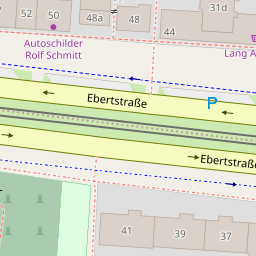 52
50
48a
48
31d
44
Autoschilder
Rolf Schmitt
Lang A
Ebertstraße
P
Ebertstraße
41
39
37